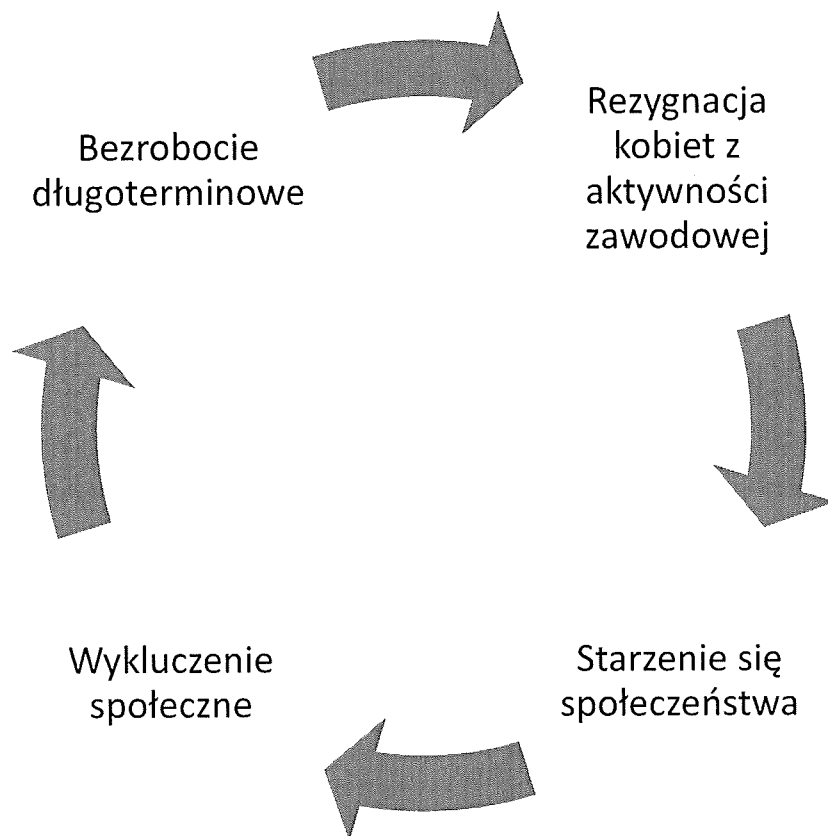 Bezrobocie
długoterminowe
Rezygnacja
kobiet z
aktywności
zawodowej
Starzenie się
społeczeństwa
Wykluczenie
społeczne